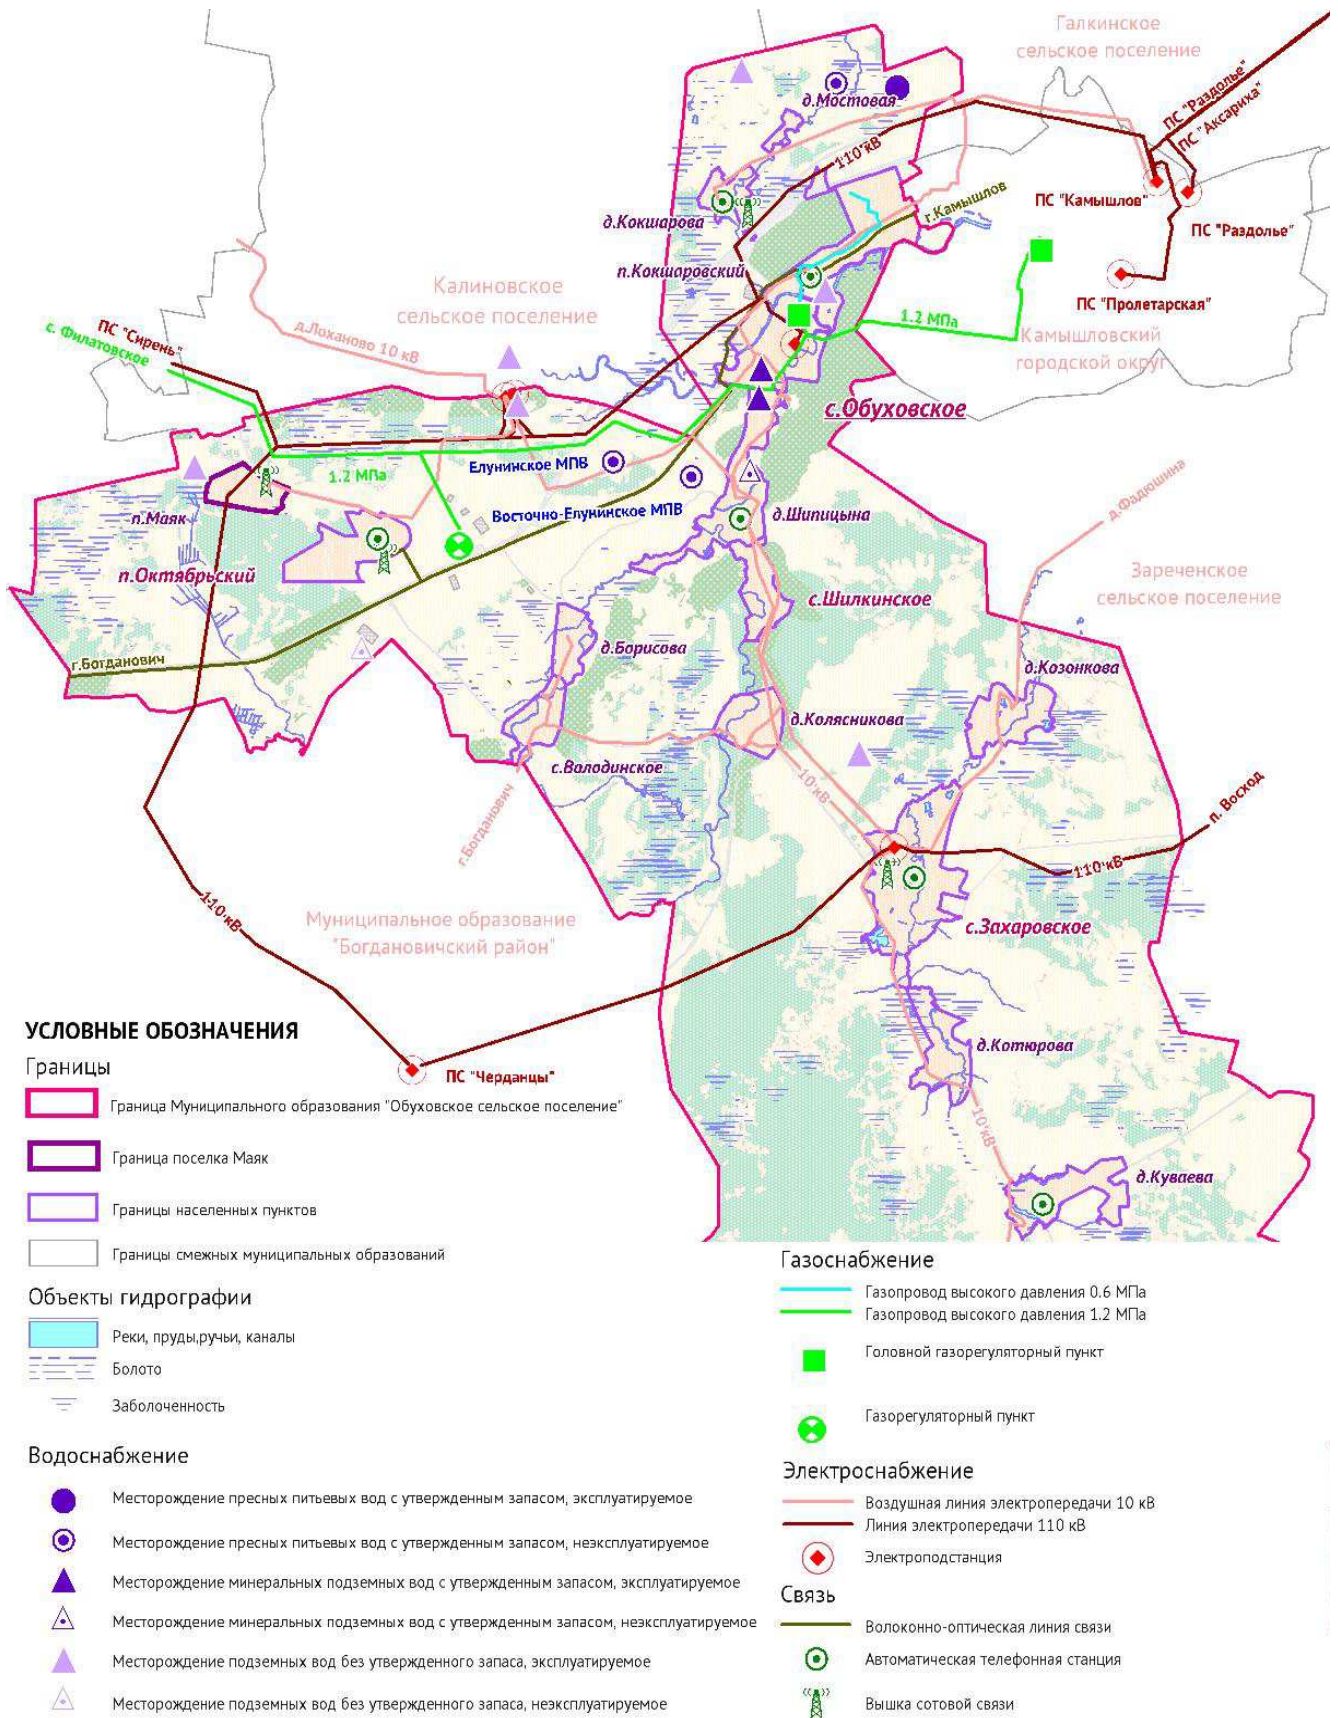 Галкинское
сельское поселение
ПС "Раздолье"
ПС "Аксариха"
д.Мостовая
110 кВ
ПС "Камышлов"
г.Камышлов
д.Кокшарова
ПС "Раздолье"
п.Кокшаровский
Калиновское
сельское поселение
ПС "Пролетарская"
1.2 МПа
Камышловский
городской округ
ПС "Сирень"
с. Филатовское
д.Лоханово 10 кВ
с.Обуховское
Елунинское МПВ
1.2 МПа
Восточно-Елунинское МПВ
п.Маяк
д.Шипицына
д.Фадюшина
п.Октябрьский
Зареченское
сельское поселение
с.Шилкинское
г.Богданович
д.Борисова
д.Козонкова
д.Колясникова
с.Володинское
10 кВ
г.Богданович
п. Восход
110 кВ
110 кВ
Муниципальное образование
"Богдановичский район"
с.Захаровское
д.Котюрова
ПС "Черданцы"
10 кВ
д.Куваева
УСЛОВНЫЕ ОБОЗНАЧЕНИЯ
Границы
Граница Муниципального образования "Обуховское сельское поселение"
Граница поселка Маяк
Границы населенных пунктов
Границы смежных муниципальных образований
Объекты гидрографии
Реки, пруды,ручьи, каналы
Болото
Заболоченность
Водоснабжение
Месторождение пресных питьевых вод с утвержденным запасом, эксплуатируемое
Месторождение пресных питьевых вод с утвержденным запасом, неэксплуатируемое
Месторождение минеральных подземных вод с утвержденным запасом, эксплуатируемое
Месторождение минеральных подземных вод с утвержденным запасом, неэксплуатируемое
Месторождение подземных вод без утвержденного запаса, эксплуатируемое
Месторождение подземных вод без утвержденного запаса, неэксплуатируемое
Газоснабжение
Газопровод высокого давления 0.6 МПа
Газопровод высокого давления 1.2 МПа
Головной газорегуляторный пункт
Газорегуляторный пункт
Электроснабжение
Воздушная линия электропередачи 10 кВ
Линия электропередачи 110 кВ
Электроподстанция
Связь
Волоконно-оптическая линия связи
Автоматическая телефонная станция
Вышка сотовой связи